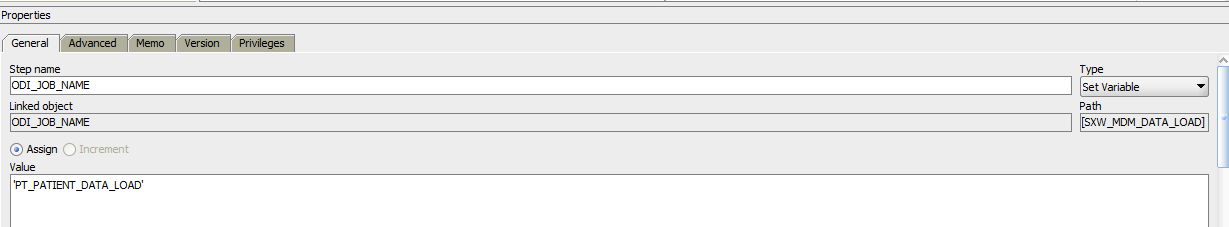 Properties
General Advanced Memo Version Privileges
Step name Type
ODI_JOB_NAME Set Variable
Linked object Path
ODI_JOB_NAME [SXW_MDM_DATA_LOAD]
Assign Increment
Value
'PT_PATIENT_DATA_LOAD'